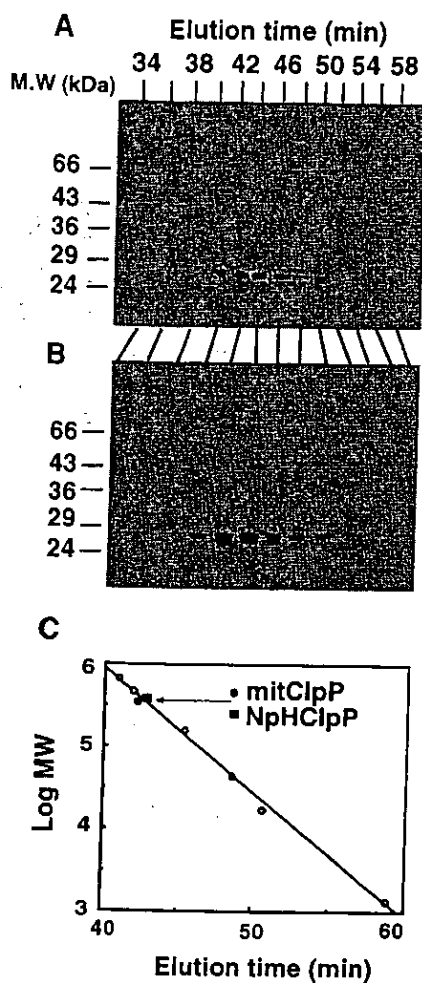 A
Elution time (min)
34 38 42 46 50 54 58
M.W (kDa)
66
43
36
29
24
B
66
43
36
29
24
C
6
5
4
3
Log MW
mitClpP
NpHClpP
40 50 60
Elution time (min)